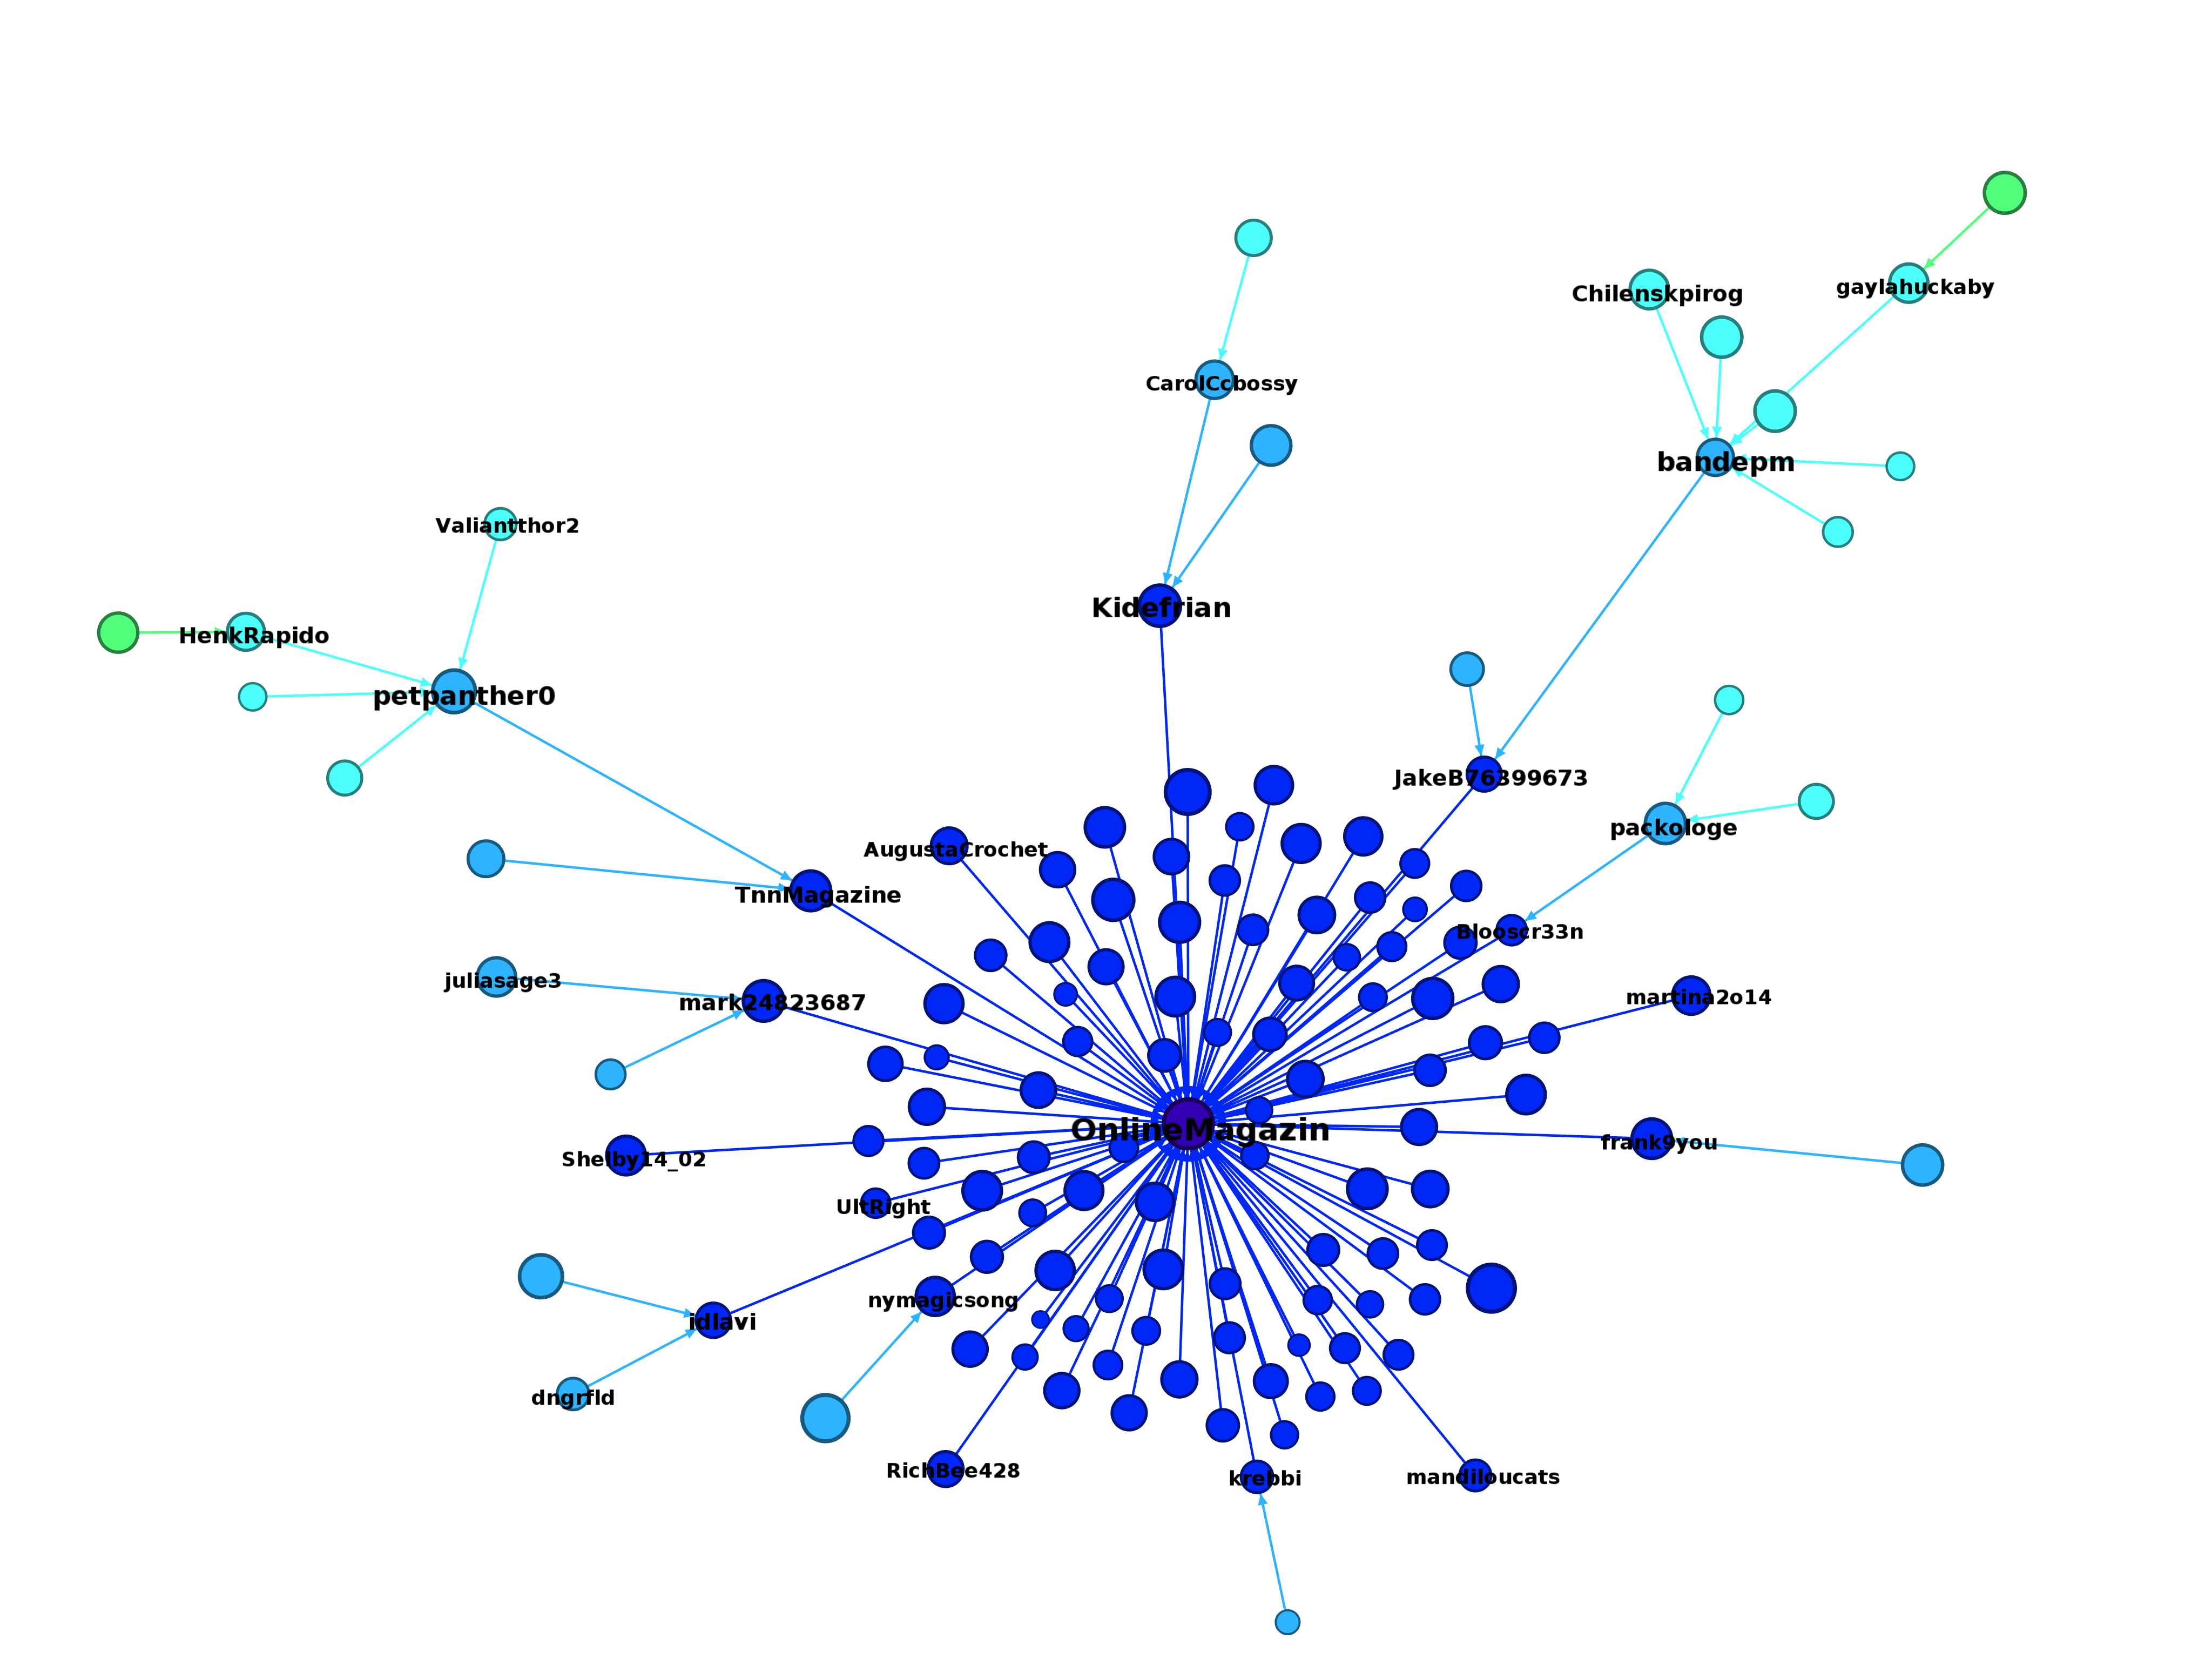 gaylahuckaby
Chilenskpirog
CarolCcbossy
bandepm
Valiantthor2
Kidefrian
HenkRapido
petpanther0
JakeB76399673
packologe
AugustaCrochet
TnnMagazine
Blooscr33n
juliasage3
mark24823687
martina2o14
OnlineMagazin
frank9you
Shelby14_02
UltRight
nymagicsong
idlavi
dngrfld
RichBee428
krebbi
mandiloucats